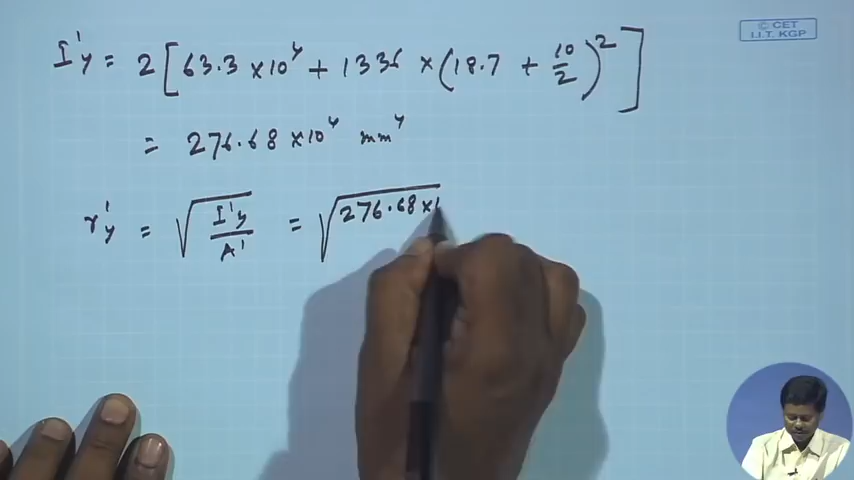 I'y = 2 [63.3 ×10⁴ + 1336 × (18.7 + 10/2)²]
© CET
I.I.T. KGP
= 276.68 ×10⁴ mm⁴
r'y = √(I'y/A') = √(276.68 ×1